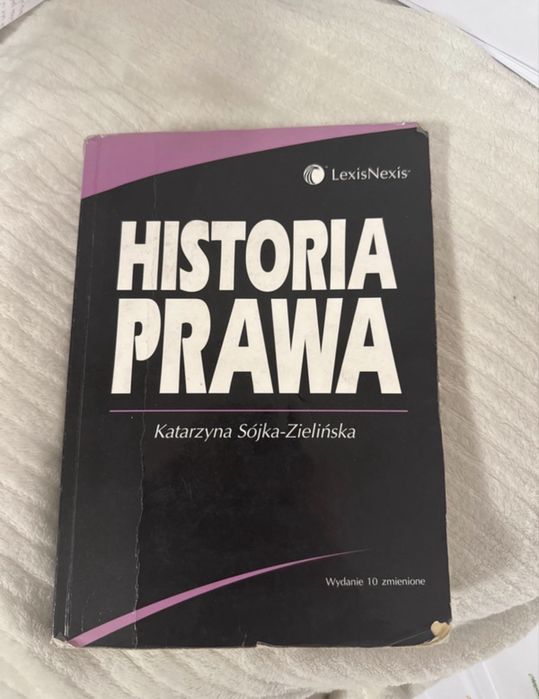 LexisNexis®
HISTORIA
PRAWA
Katarzyna Sójka-Zielińska
Wydanie 10 zmienione